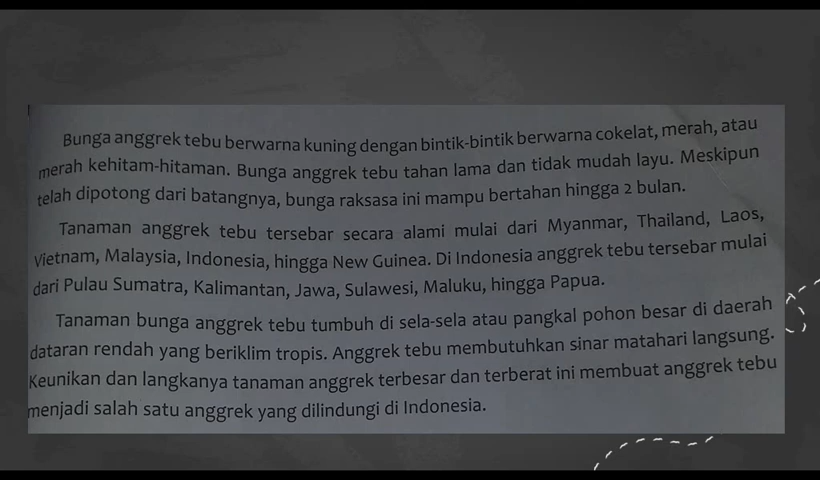 Bunga anggrek tebu berwarna kuning dengan bintik-bintik berwarna cokelat, merah, atau
merah kehitam-hitaman. Bunga anggrek tebu tahan lama dan tidak mudah layu. Meskipun
telah dipotong dari batangnya, bunga raksasa ini mampu bertahan hingga 2 bulan.
Tanaman anggrek tebu tersebar secara alami mulai dari Myanmar, Thailand, Laos,
Vietnam, Malaysia, Indonesia, hingga New Guinea. Di Indonesia anggrek tebu tersebar mulai
dari Pulau Sumatra, Kalimantan, Jawa, Sulawesi, Maluku, hingga Papua.
Tanaman bunga anggrek tebu tumbuh di sela-sela atau pangkal pohon besar di daerah
dataran rendah yang beriklim tropis. Anggrek tebu membutuhkan sinar matahari langsung.
Keunikan dan langkanya tanaman anggrek terbesar dan terberat ini membuat anggrek tebu
menjadi salah satu anggrek yang dilindungi di Indonesia.